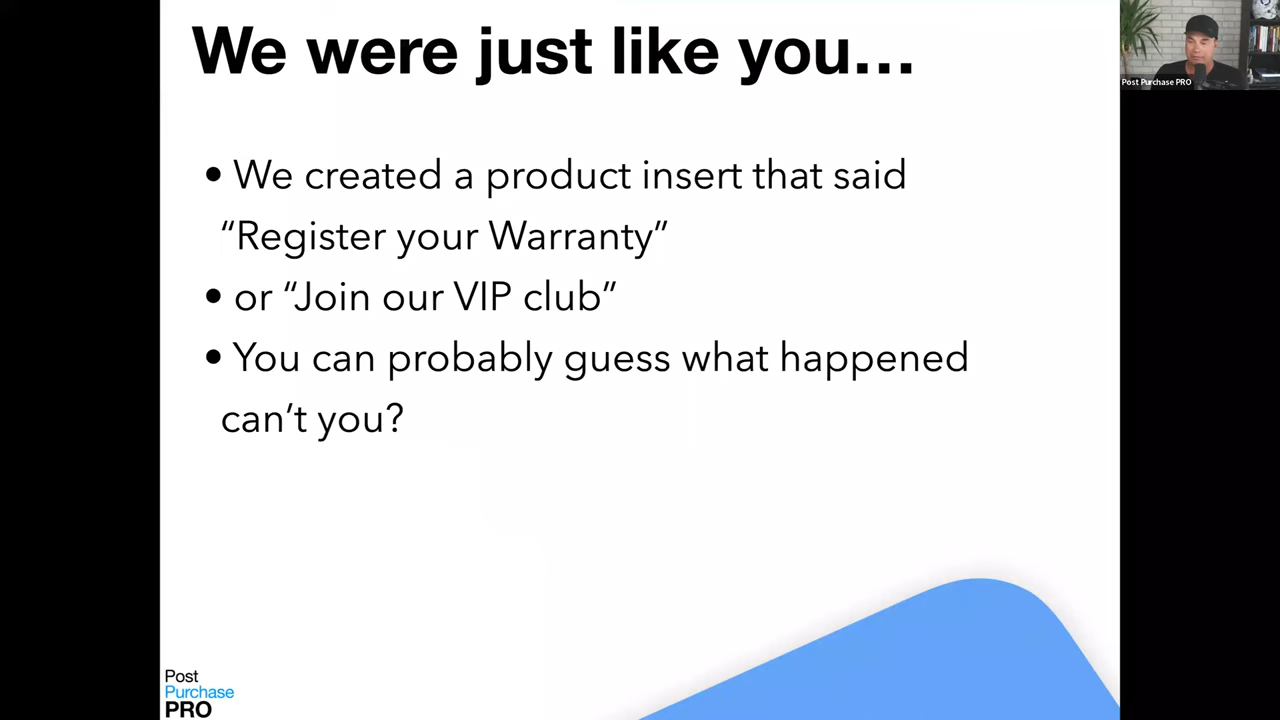 We were just like you...
• We created a product insert that said
“Register your Warranty”
• or “Join our VIP club”
• You can probably guess what happened
can’t you?
Post Purchase PRO
Post
Purchase
PRO